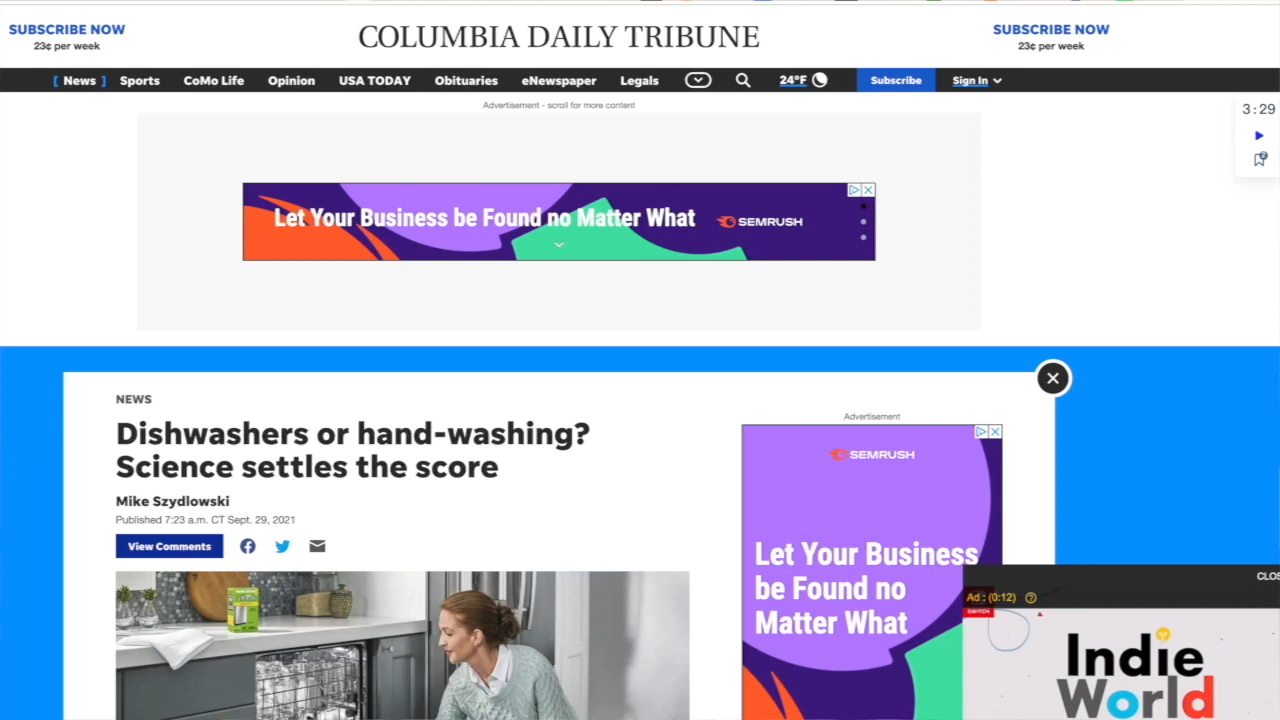 SUBSCRIBE NOW
23¢ per week
COLUMBIA DAILY TRIBUNE
SUBSCRIBE NOW
23¢ per week
[ News ] Sports CoMo Life Opinion USA TODAY Obituaries eNewspaper Legals 24°F Subscribe Sign In
Advertisement - scroll for more content
3:29
2
Let Your Business be Found no Matter What
SEMRUSH
NEWS
Dishwashers or hand-washing?
Science settles the score
Mike Szydlowski
Published 7:23 a.m. CT Sept. 29, 2021
View Comments
Advertisement
SEMRUSH
Let Your Business
be Found no
Matter What
CLOS
Ad : (0:12)
SWITCH
Indie
World